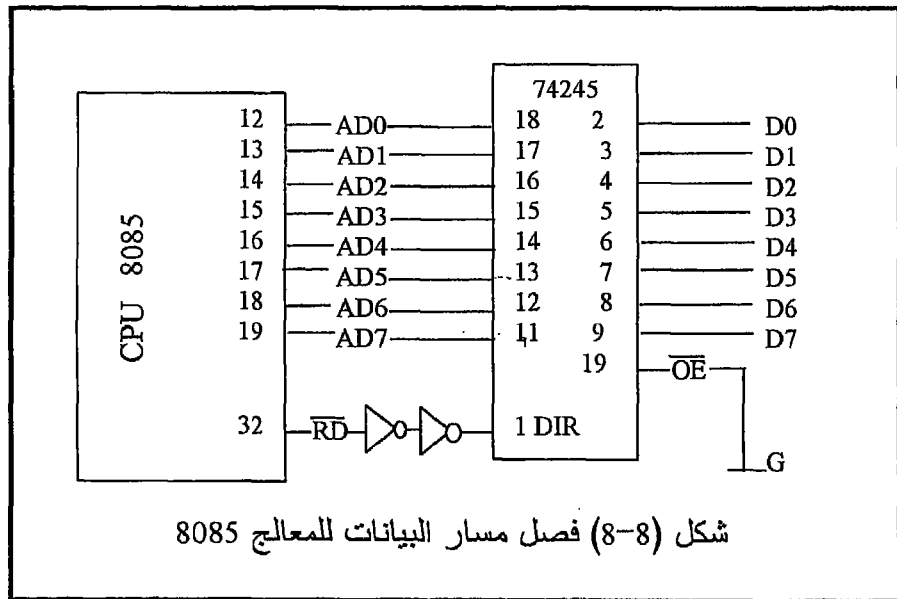 74245
12 AD0 18 2 D0
13 AD1 17 3 D1
14 AD2 16 4 D2
15 AD3 15 5 D3
16 AD4 14 6 D4
17 AD5 13 7 D5
18 AD6 12 8 D6
19 AD7 11 9 D7
CPU 8085
19 O̅E̅
32 R̅D̅ 1 DIR
G
شكل (8-8) فصل مسار البيانات للمعالج 8085